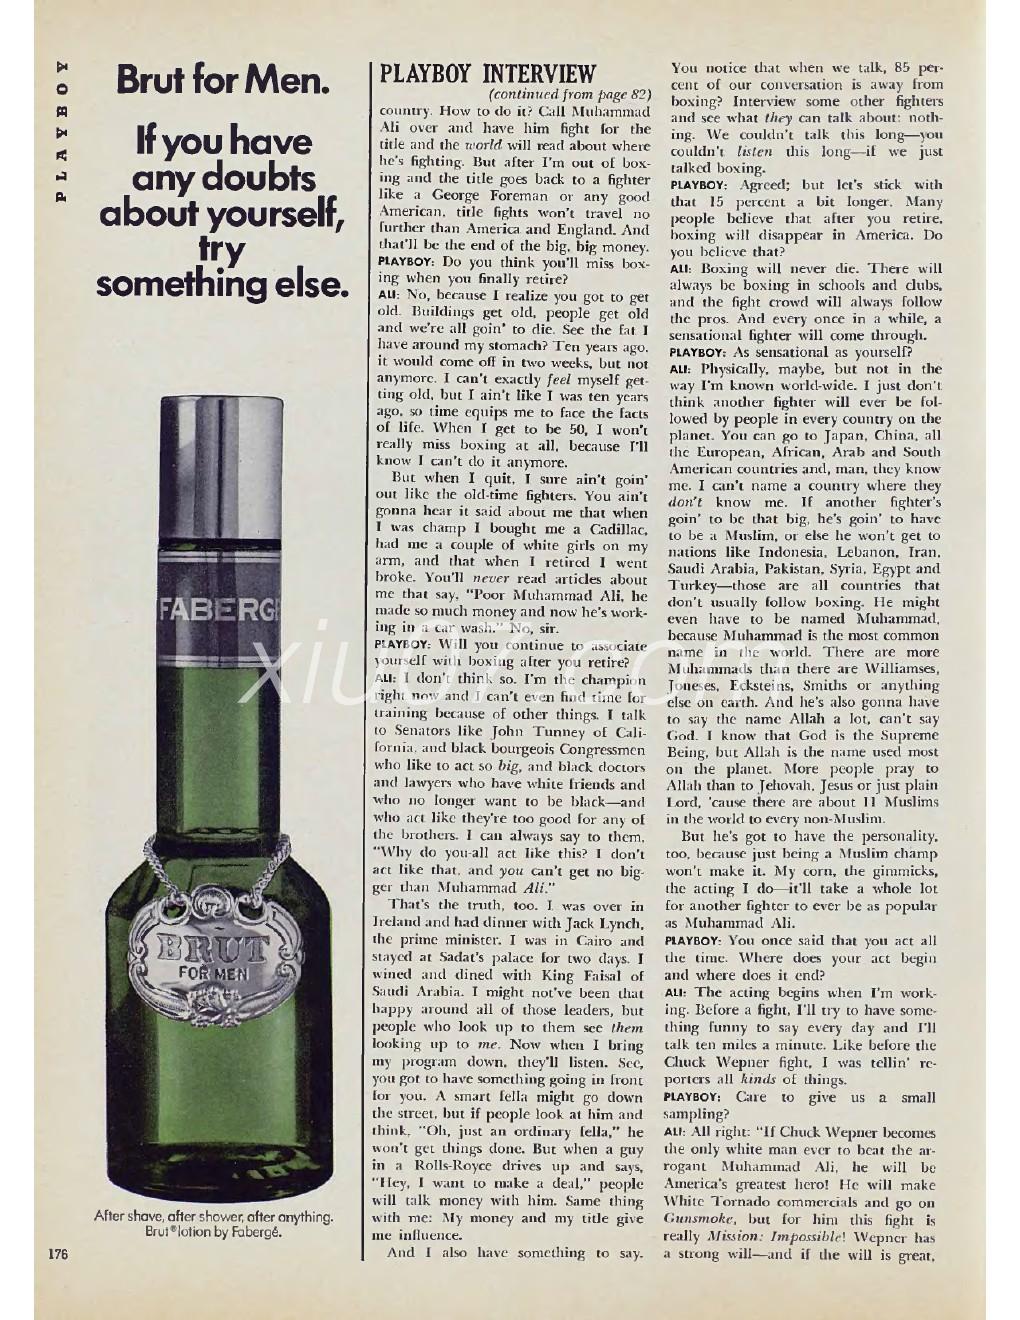 PLAYBOY
Brut for Men.
If you have
any doubts
about yourself,
try
something else.
FABERGÉ
BRUT
FOR MEN
After shave, after shower, after anything.
Brut® lotion by Fabergé.
176
PLAYBOY INTERVIEW
(continued from page 82)
country. How to do it? Call Muhammad
Ali over and have him fight for the
title and the world will read about where
he's fighting. But after I'm out of box-
ing and the title goes back to a fighter
like a George Foreman or any good
American, title fights won't travel no
further than America and England. And
that'll be the end of the big, big money.
PLAYBOY: Do you think you'll miss box-
ing when you finally retire?
ALI: No, because I realize you got to get
old. Buildings get old, people get old
and we're all goin' to die. See the fat I
have around my stomach? Ten years ago,
it would come off in two weeks, but not
anymore. I can't exactly feel myself get-
ting old, but I ain't like I was ten years
ago, so time equips me to face the facts
of life. When I get to be 50, I won't
really miss boxing at all, because I'll
know I can't do it anymore.
But when I quit, I sure ain't goin'
out like the old-time fighters. You ain't
gonna hear it said about me that when
I was champ I bought me a Cadillac,
had me a couple of white girls on my
arm, and that when I retired I went
broke. You'll never read articles about
me that say, "Poor Muhammad Ali, he
made so much money and now he's work-
ing in a car wash." No, sir.
PLAYBOY: Will you continue to associate
yourself with boxing after you retire?
ALI: I don't think so. I'm the champion
right now and I can't even find time for
training because of other things. I talk
to Senators like John Tunney of Cali-
fornia, and black bourgeois Congressmen
who like to act so big, and black doctors
and lawyers who have white friends and
who no longer want to be black—and
who act like they're too good for any of
the brothers. I can always say to them,
"Why do you-all act like this? I don't
act like that, and you can't get no big-
ger than Muhammad Ali."
That's the truth, too. I was over in
Ireland and had dinner with Jack Lynch,
the prime minister. I was in Cairo and
stayed at Sadat's palace for two days. I
wined and dined with King Faisal of
Saudi Arabia. I might not've been that
happy around all of those leaders, but
people who look up to them see them
looking up to me. Now when I bring
my program down, they'll listen. See,
you got to have something going in front
for you. A smart fella might go down
the street, but if people look at him and
think, "Oh, just an ordinary fella," he
won't get things done. But when a guy
in a Rolls-Royce drives up and says,
"Hey, I want to make a deal," people
will talk money with him. Same thing
with me: My money and my title give
me influence.
And I also have something to say.
You notice that when we talk, 85 per-
cent of our conversation is away from
boxing? Interview some other fighters
and see what they can talk about: noth-
ing. We couldn't talk this long—you
couldn't listen this long—if we just
talked boxing.
PLAYBOY: Agreed; but let's stick with
that 15 percent a bit longer. Many
people believe that after you retire,
boxing will disappear in America. Do
you believe that?
ALI: Boxing will never die. There will
always be boxing in schools and clubs,
and the fight crowd will always follow
the pros. And every once in a while, a
sensational fighter will come through.
PLAYBOY: As sensational as yourself?
ALI: Physically, maybe, but not in the
way I'm known world-wide. I just don't
think another fighter will ever be fol-
lowed by people in every country on the
planet. You can go to Japan, China, all
the European, African, Arab and South
American countries and, man, they know
me. I can't name a country where they
don't know me. If another fighter's
goin' to be that big, he's goin' to have
to be a Muslim, or else he won't get to
nations like Indonesia, Lebanon, Iran,
Saudi Arabia, Pakistan, Syria, Egypt and
Turkey—those are all countries that
don't usually follow boxing. He might
even have to be named Muhammad,
because Muhammad is the most common
name in the world. There are more
Muhammads than there are Williamses,
Joneses, Ecksteins, Smiths or anything
else on earth. And he's also gonna have
to say the name Allah a lot, can't say
God. I know that God is the Supreme
Being, but Allah is the name used most
on the planet. More people pray to
Allah than to Jehovah, Jesus or just plain
Lord, 'cause there are about 11 Muslims
in the world to every non-Muslim.
But he's got to have the personality,
too, because just being a Muslim champ
won't make it. My corn, the gimmicks,
the acting I do—it'll take a whole lot
for another fighter to ever be as popular
as Muhammad Ali.
PLAYBOY: You once said that you act all
the time. Where does your act begin
and where does it end?
ALI: The acting begins when I'm work-
ing. Before a fight, I'll try to have some-
thing funny to say every day and I'll
talk ten miles a minute. Like before the
Chuck Wepner fight, I was tellin' re-
porters all kinds of things.
PLAYBOY: Care to give us a small
sampling?
ALI: All right: "If Chuck Wepner becomes
the only white man ever to beat the ar-
rogant Muhammad Ali, he will be
America's greatest hero! He will make
White Tornado commercials and go on
Gunsmoke, but for him this fight is
really Mission: Impossible! Wepner has
a strong will—and if the will is great,